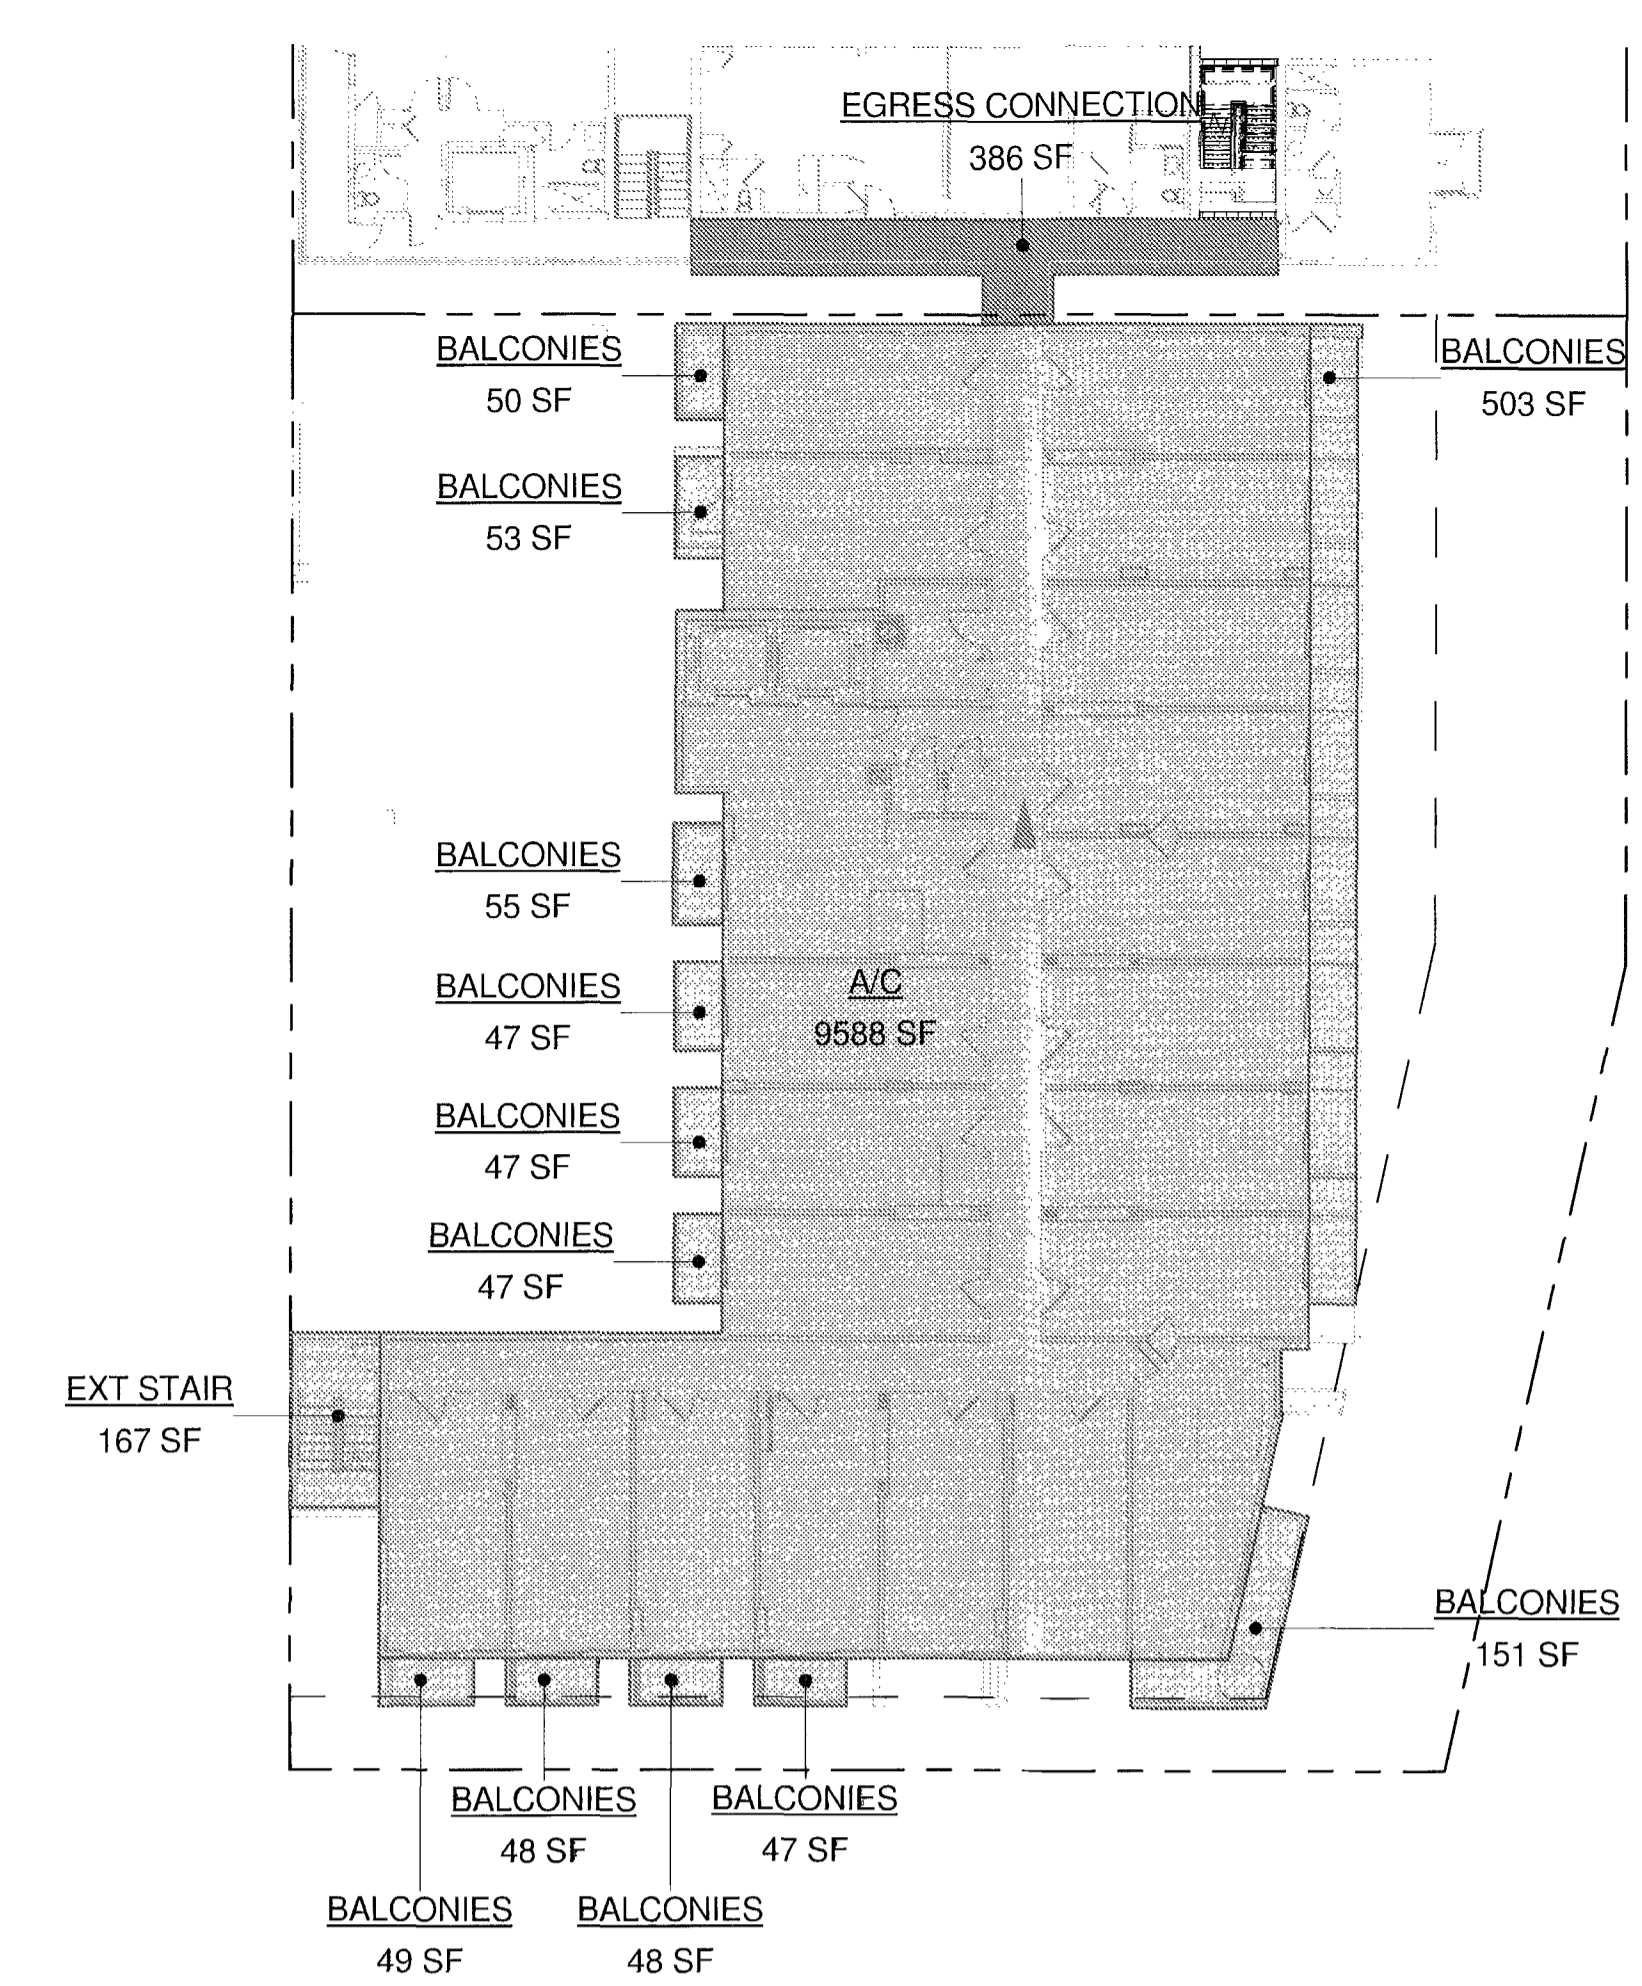 EGRESS CONNECTION
386 SF
BALCONIES
50 SF
BALCONIES
503 SF
BALCONIES
53 SF
BALCONIES
55 SF
BALCONIES
47 SF
A/C
9588 SF
BALCONIES
47 SF
BALCONIES
47 SF
EXT STAIR
167 SF
BALCONIES
151 SF
BALCONIES
48 SF
BALCONIES
47 SF
BALCONIES
49 SF
BALCONIES
48 SF